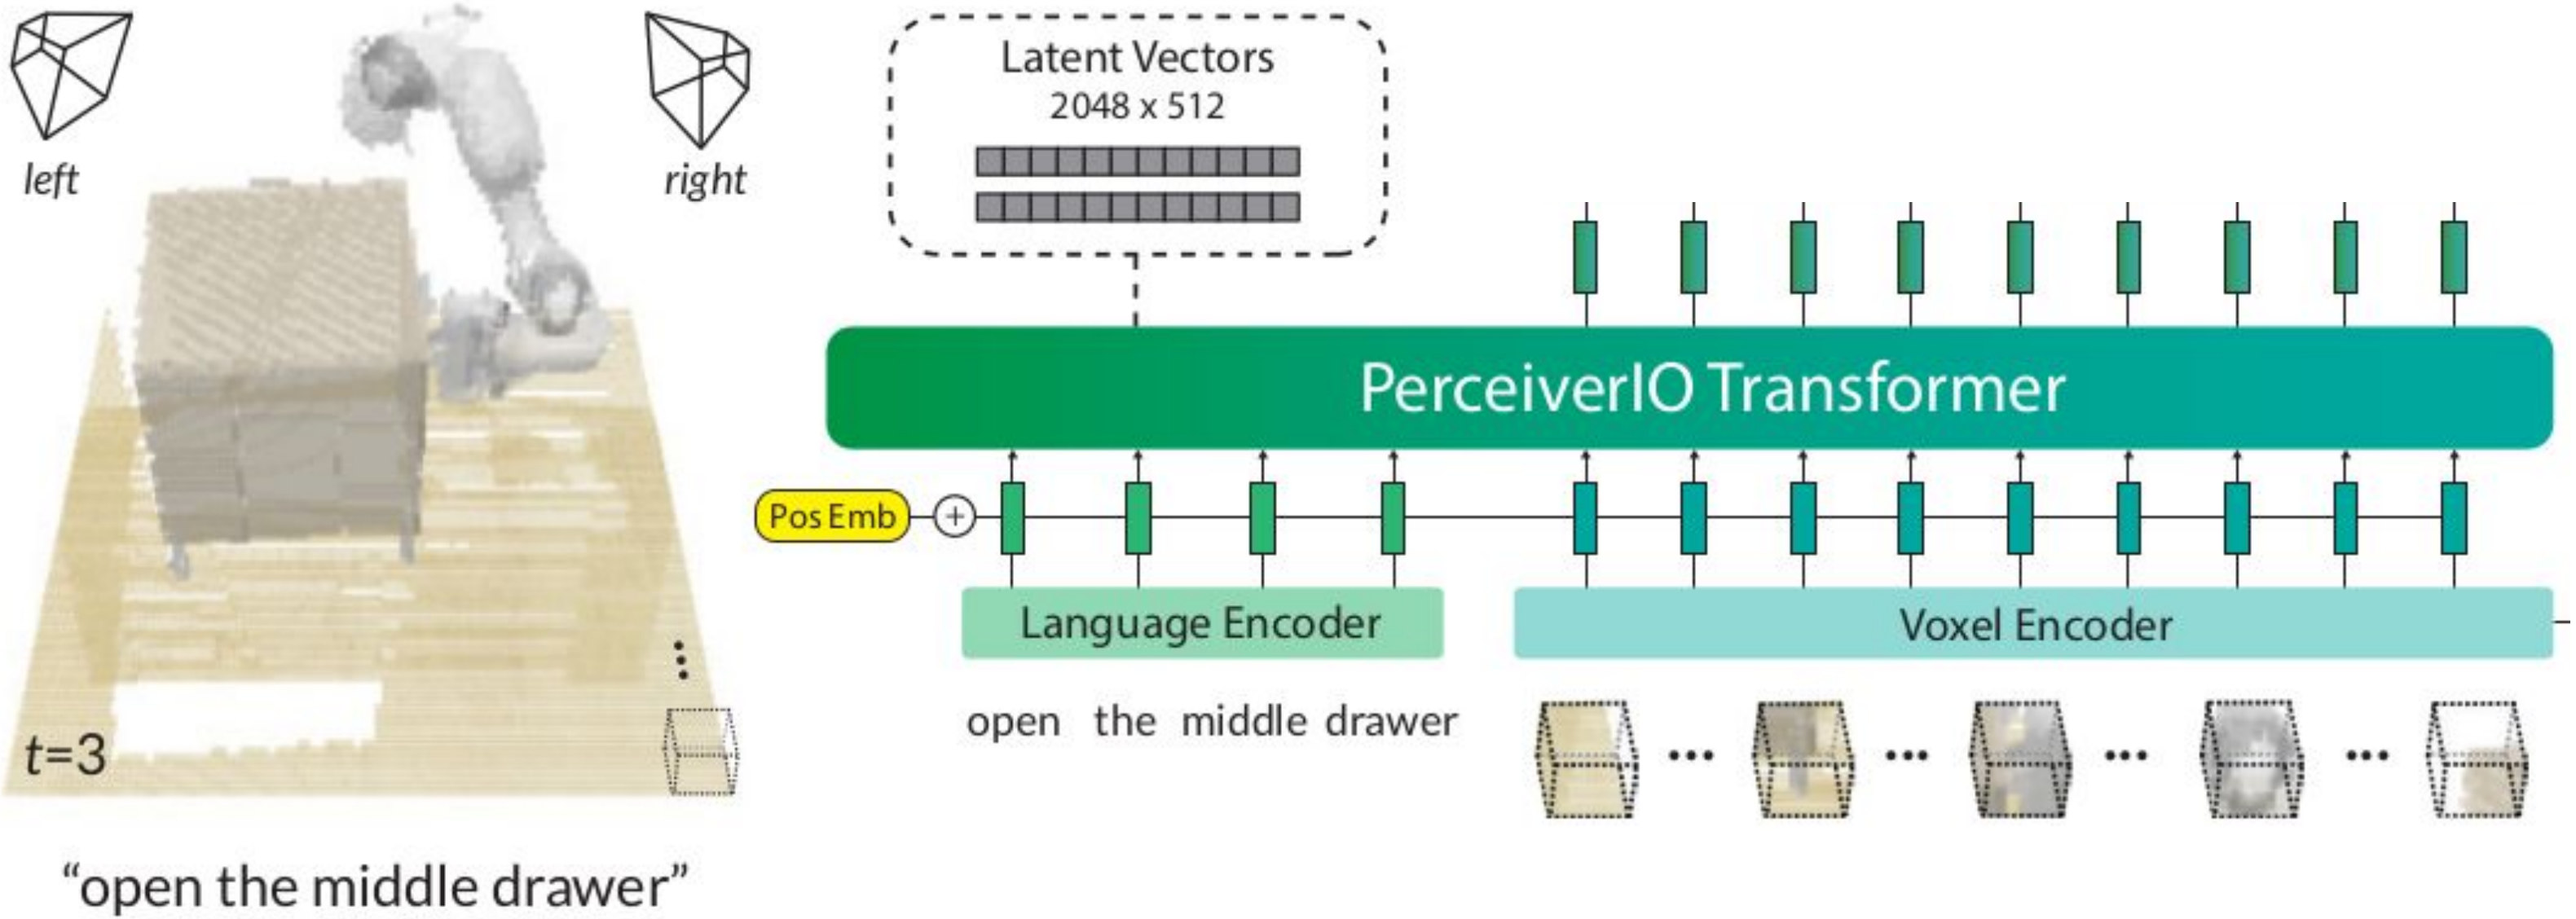 left
right
t=3
“open the middle drawer”
Latent Vectors
2048 x 512
PerceiverIO Transformer
Pos Emb
+
Language Encoder
Voxel Encoder
open the middle drawer